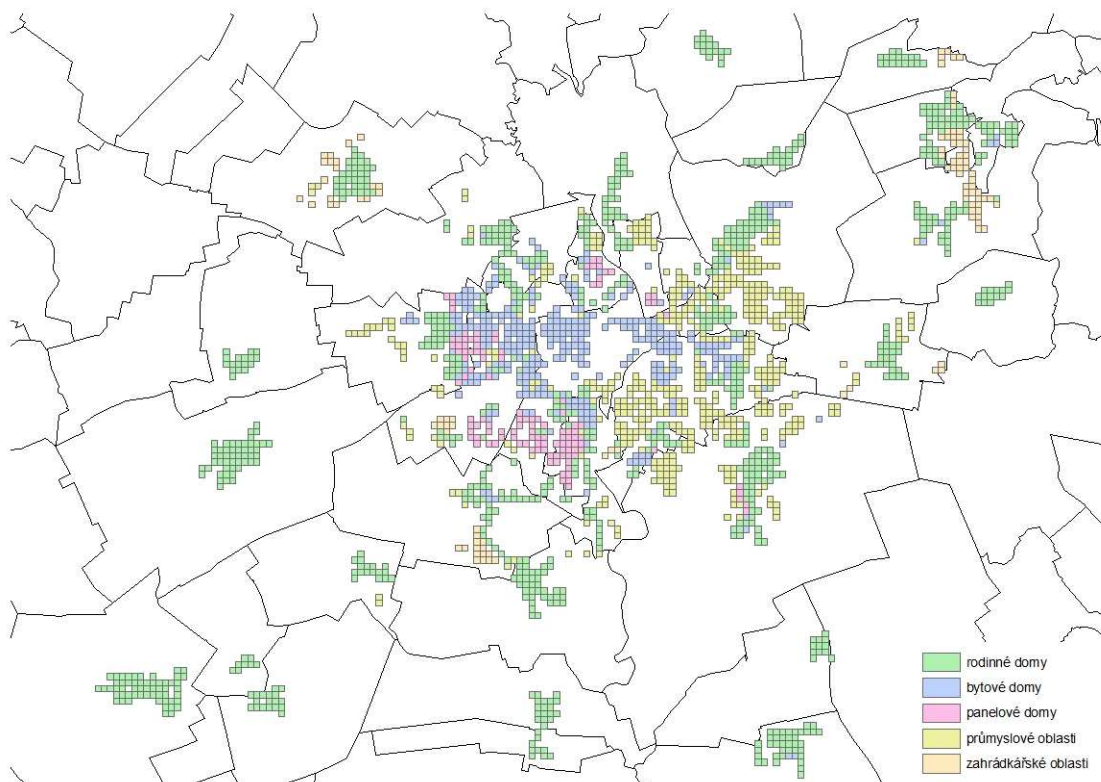 rodinné domy
bytové domy
panelové domy
průmyslové oblasti
zahrádkářské oblasti